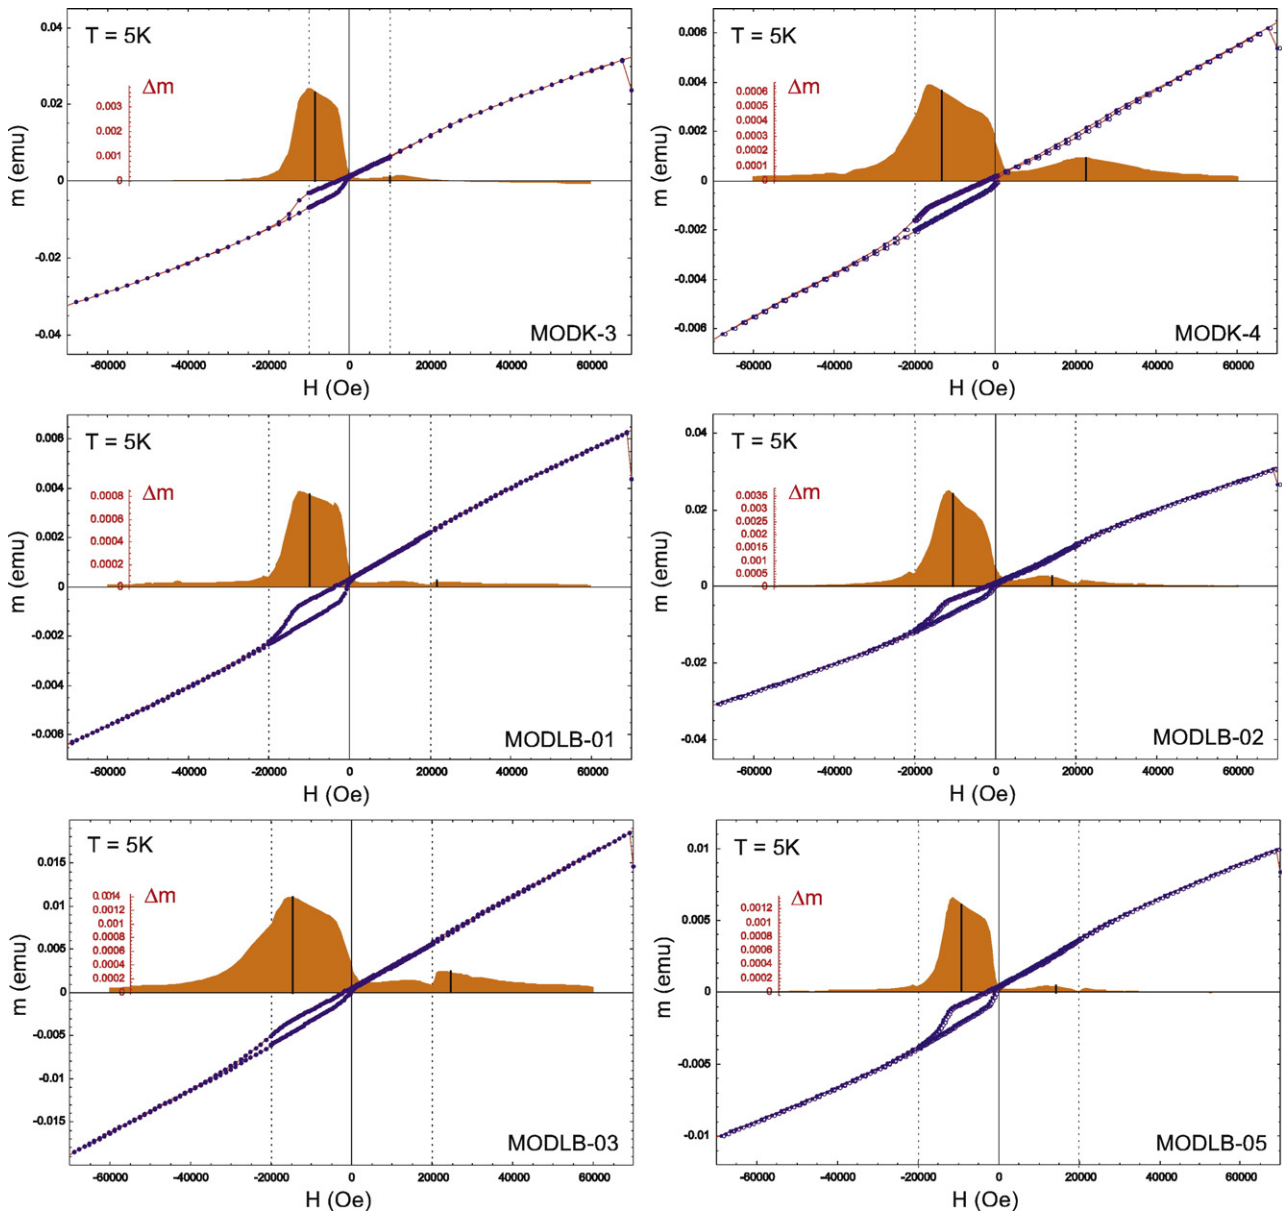 T = 5K
Δm
0.003
0.002
0.001
0
0.04
0.02
0
-0.02
-0.04
m (emu)
MODK-3
-60000 -40000 -20000 0 20000 40000 60000
H (Oe)
T = 5K
Δm
0.0006
0.0005
0.0004
0.0003
0.0002
0.0001
0
0.006
0.004
0.002
0
-0.002
-0.004
-0.006
m (emu)
MODK-4
-60000 -40000 -20000 0 20000 40000 60000
H (Oe)
T = 5K
Δm
0.0008
0.0006
0.0004
0.0002
0
0.006
0.004
0.002
0
-0.002
-0.004
-0.006
m (emu)
MODLB-01
-60000 -40000 -20000 0 20000 40000 60000
H (Oe)
T = 5K
Δm
0.0035
0.003
0.0025
0.002
0.0015
0.001
0.0005
0
0.04
0.02
0
-0.02
-0.04
m (emu)
MODLB-02
-60000 -40000 -20000 0 20000 40000 60000
H (Oe)
T = 5K
Δm
0.0014
0.0012
0.001
0.0008
0.0006
0.0004
0.0002
0
0.015
0.01
0.005
0
-0.005
-0.01
-0.015
m (emu)
MODLB-03
-60000 -40000 -20000 0 20000 40000 60000
H (Oe)
T = 5K
Δm
0.0012
0.001
0.0008
0.0006
0.0004
0.0002
0
0.01
0.005
0
-0.005
-0.01
m (emu)
MODLB-05
-60000 -40000 -20000 0 20000 40000 60000
H (Oe)